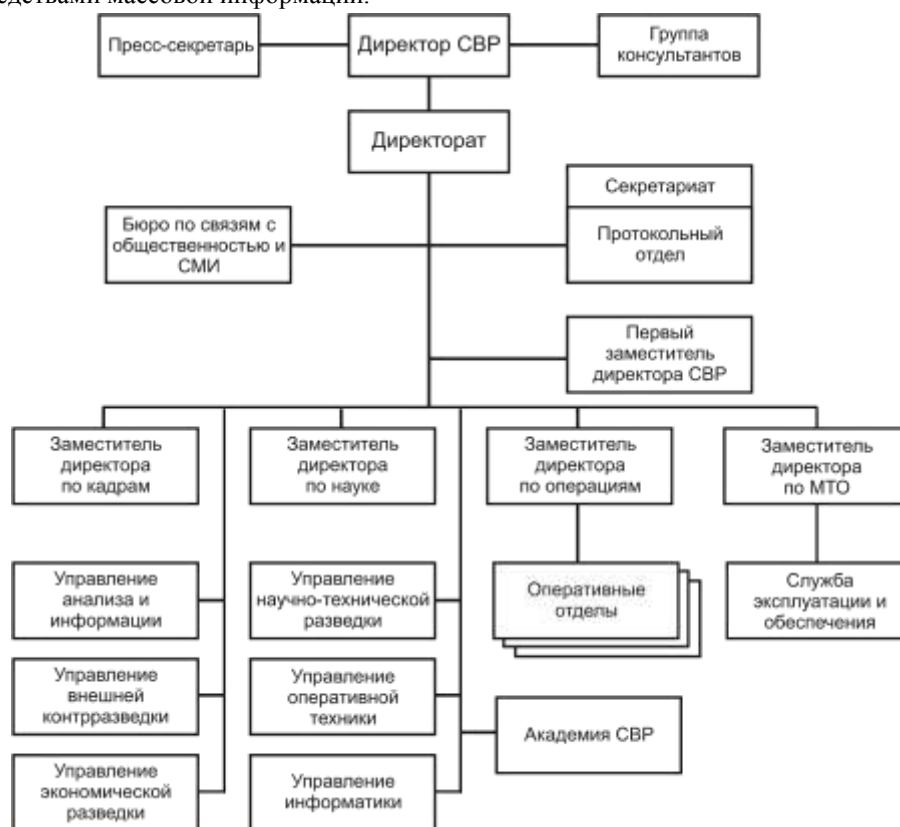 средствами массовой информации.
Пресс-секретарь
Директор СВР
Группа
консультантов
Директорат
Секретариат
Бюро по связям с
общественностью и
СМИ
Протокольный
отдел
Первый
заместитель
директора СВР
Заместитель
директора
по кадрам
Заместитель
директора
по науке
Заместитель
директора
по операциям
Заместитель
директора
по МТО
Управление
анализа и
информации
Управление
научно-технической
разведки
Оперативные
отделы
Служба
эксплуатации и
обеспечения
Управление
внешней
контрразведки
Управление
оперативной
техники
Академия СВР
Управление
экономической
разведки
Управление
информатики